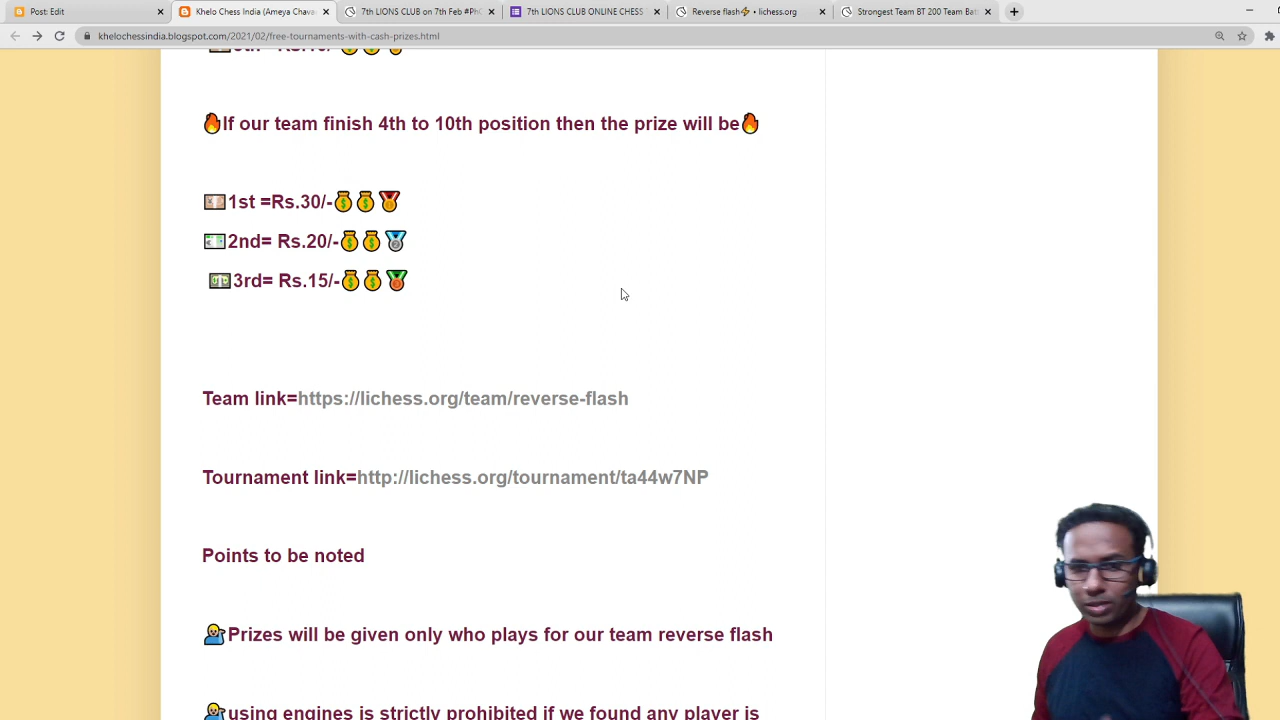 Post: Edit
Khelo Chess India (Ameya Chava
7th LIONS CLUB on 7th Feb
7th LIONS CLUB ONLINE CHESS
Reverse flash⚡ • lichess.org
Strongest Team BT 200 Team Bat
khelochessindia.blogspot.com/2021/02/free-tournaments-with-cash-prizes.html
🔥If our team finish 4th to 10th position then the prize will be🔥
1st =Rs.30/-
2nd= Rs.20/-
3rd= Rs.15/-
Team link=https://lichess.org/team/reverse-flash
Tournament link=http://lichess.org/tournament/ta44w7NP
Points to be noted
Prizes will be given only who plays for our team reverse flash
using engines is strictly prohibited if we found any player is